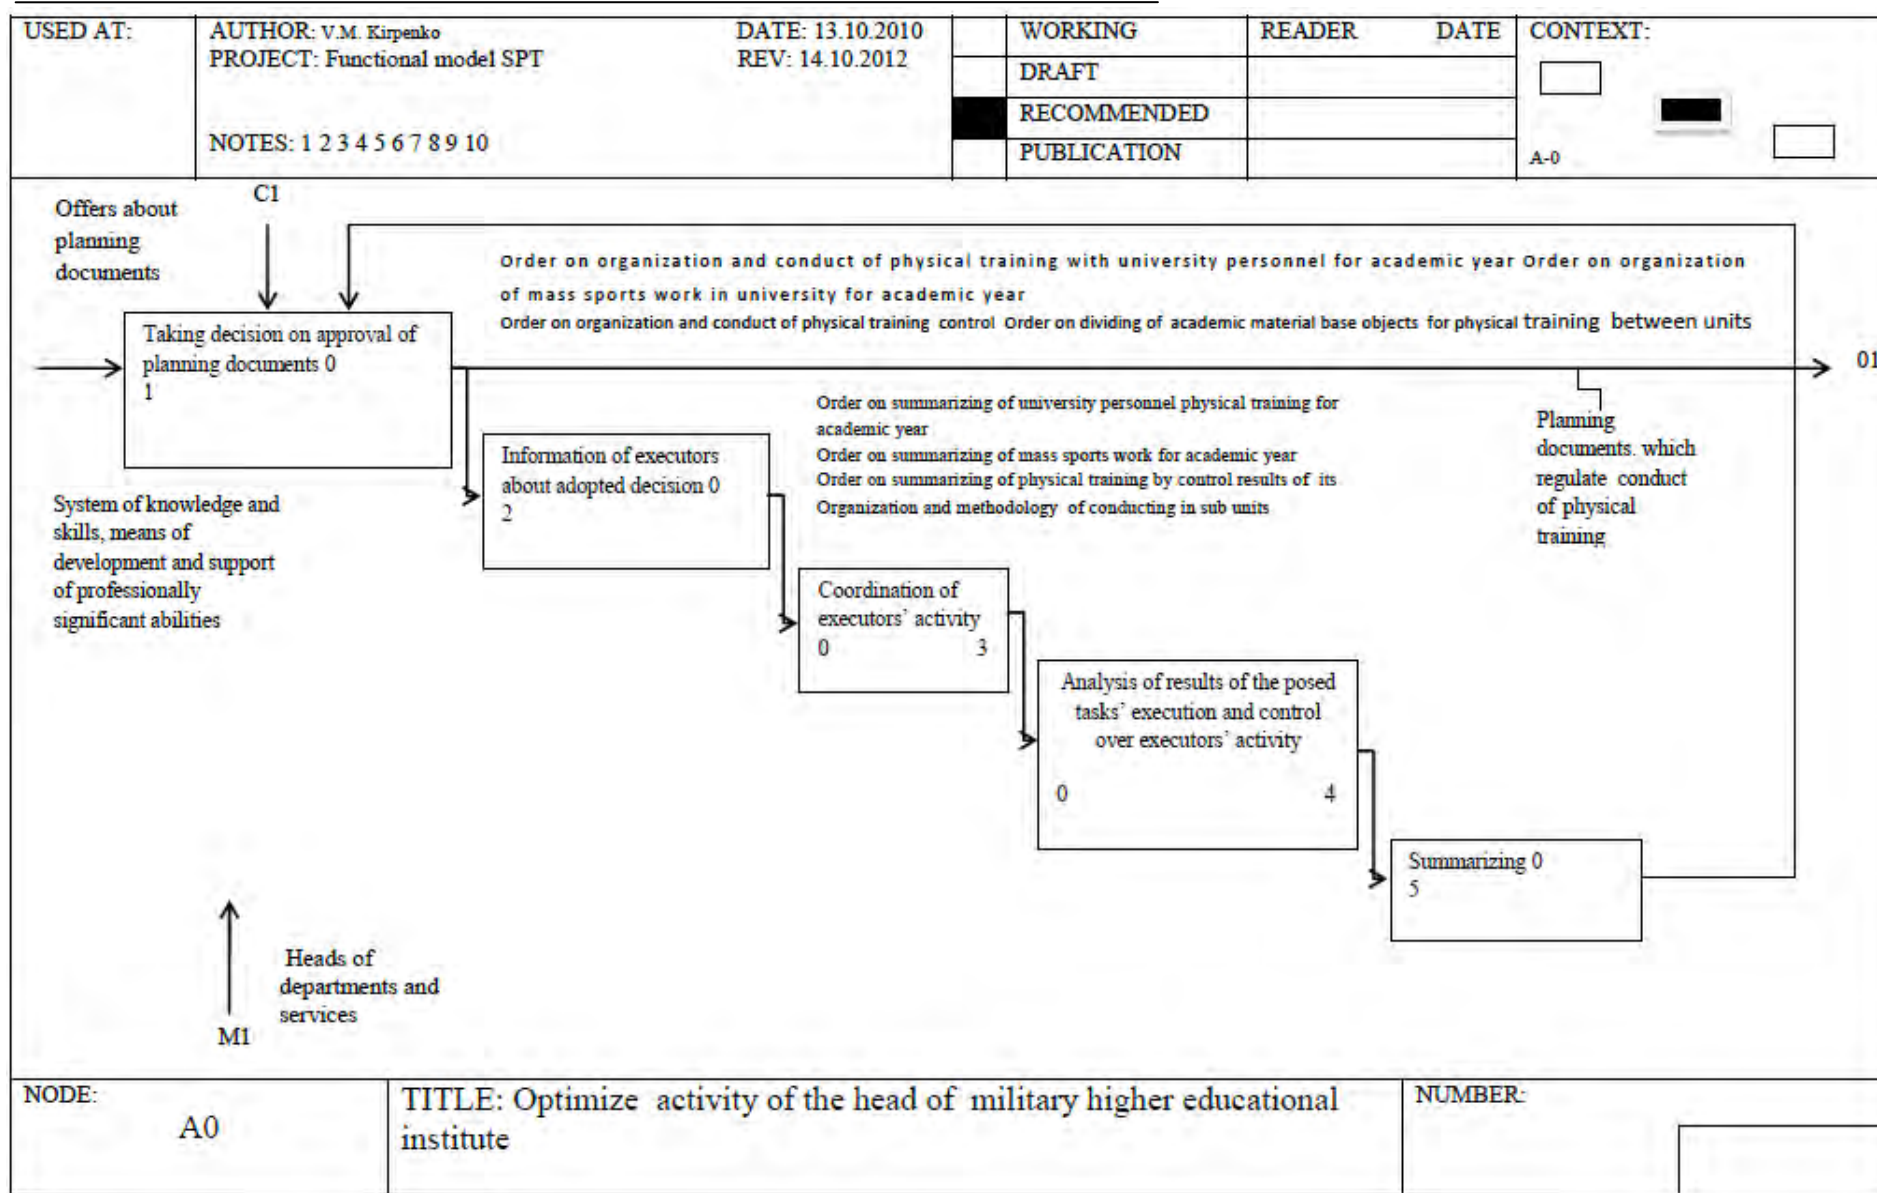 USED AT:
AUTHOR: V.M. Kirpenko
DATE: 13.10.2010
PROJECT: Functional model SPT
REV: 14.10.2012
NOTES: 1 2 3 4 5 6 7 8 9 10
WORKING
READER
DATE
DRAFT
RECOMMENDED
PUBLICATION
CONTEXT:
A-0
Offers about
planning
documents
C1
Order on organization and conduct of physical training with university personnel for academic year Order on organization
of mass sports work in university for academic year
Order on organization and conduct of physical training control Order on dividing of academic material base objects for physical training between units
Taking decision on approval of
planning documents 0
1
01
Order on summarizing of university personnel physical training for
academic year
Order on summarizing of mass sports work for academic year
Order on summarizing of physical training by control results of its
Organization and methodology of conducting in sub units
Planning
documents. which
regulate conduct
of physical
training
Information of executors
about adopted decision 0
2
System of knowledge and
skills, means of
development and support
of professionally
significant abilities
Coordination of
executors' activity
0 3
Analysis of results of the posed
tasks' execution and control
over executors' activity
0 4
Summarizing 0
5
Heads of
departments and
services
M1
NODE:
A0
TITLE: Optimize activity of the head of military higher educational
institute
NUMBER: